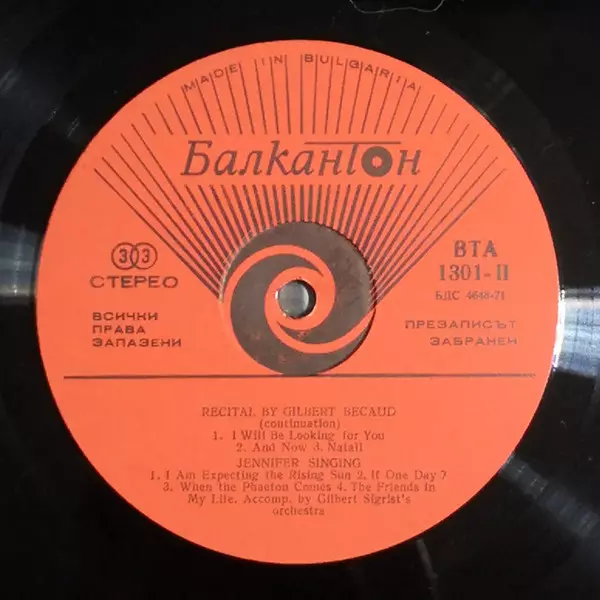 MADE IN BULGARIA
Балкантон
33
СТЕРЕО
ВСИЧКИ
ПРАВА
ЗАПАЗЕНИ
ВТА
1301-II
БДС 4648-71
ПРЕЗАПИСЪТ
ЗАБРАНЕН
RECITAL BY GILBERT BECAUD
(continuation)
1. I Will Be Looking for You
2. And Now 3. Natali
JENNIFER SINGING
1. I Am Expecting the Rising Sun 2. If One Day?
3. When the Phaeton Comes 4. The Friends in
My Life. Accomp. by Gilbert Sigrist's
orchestra